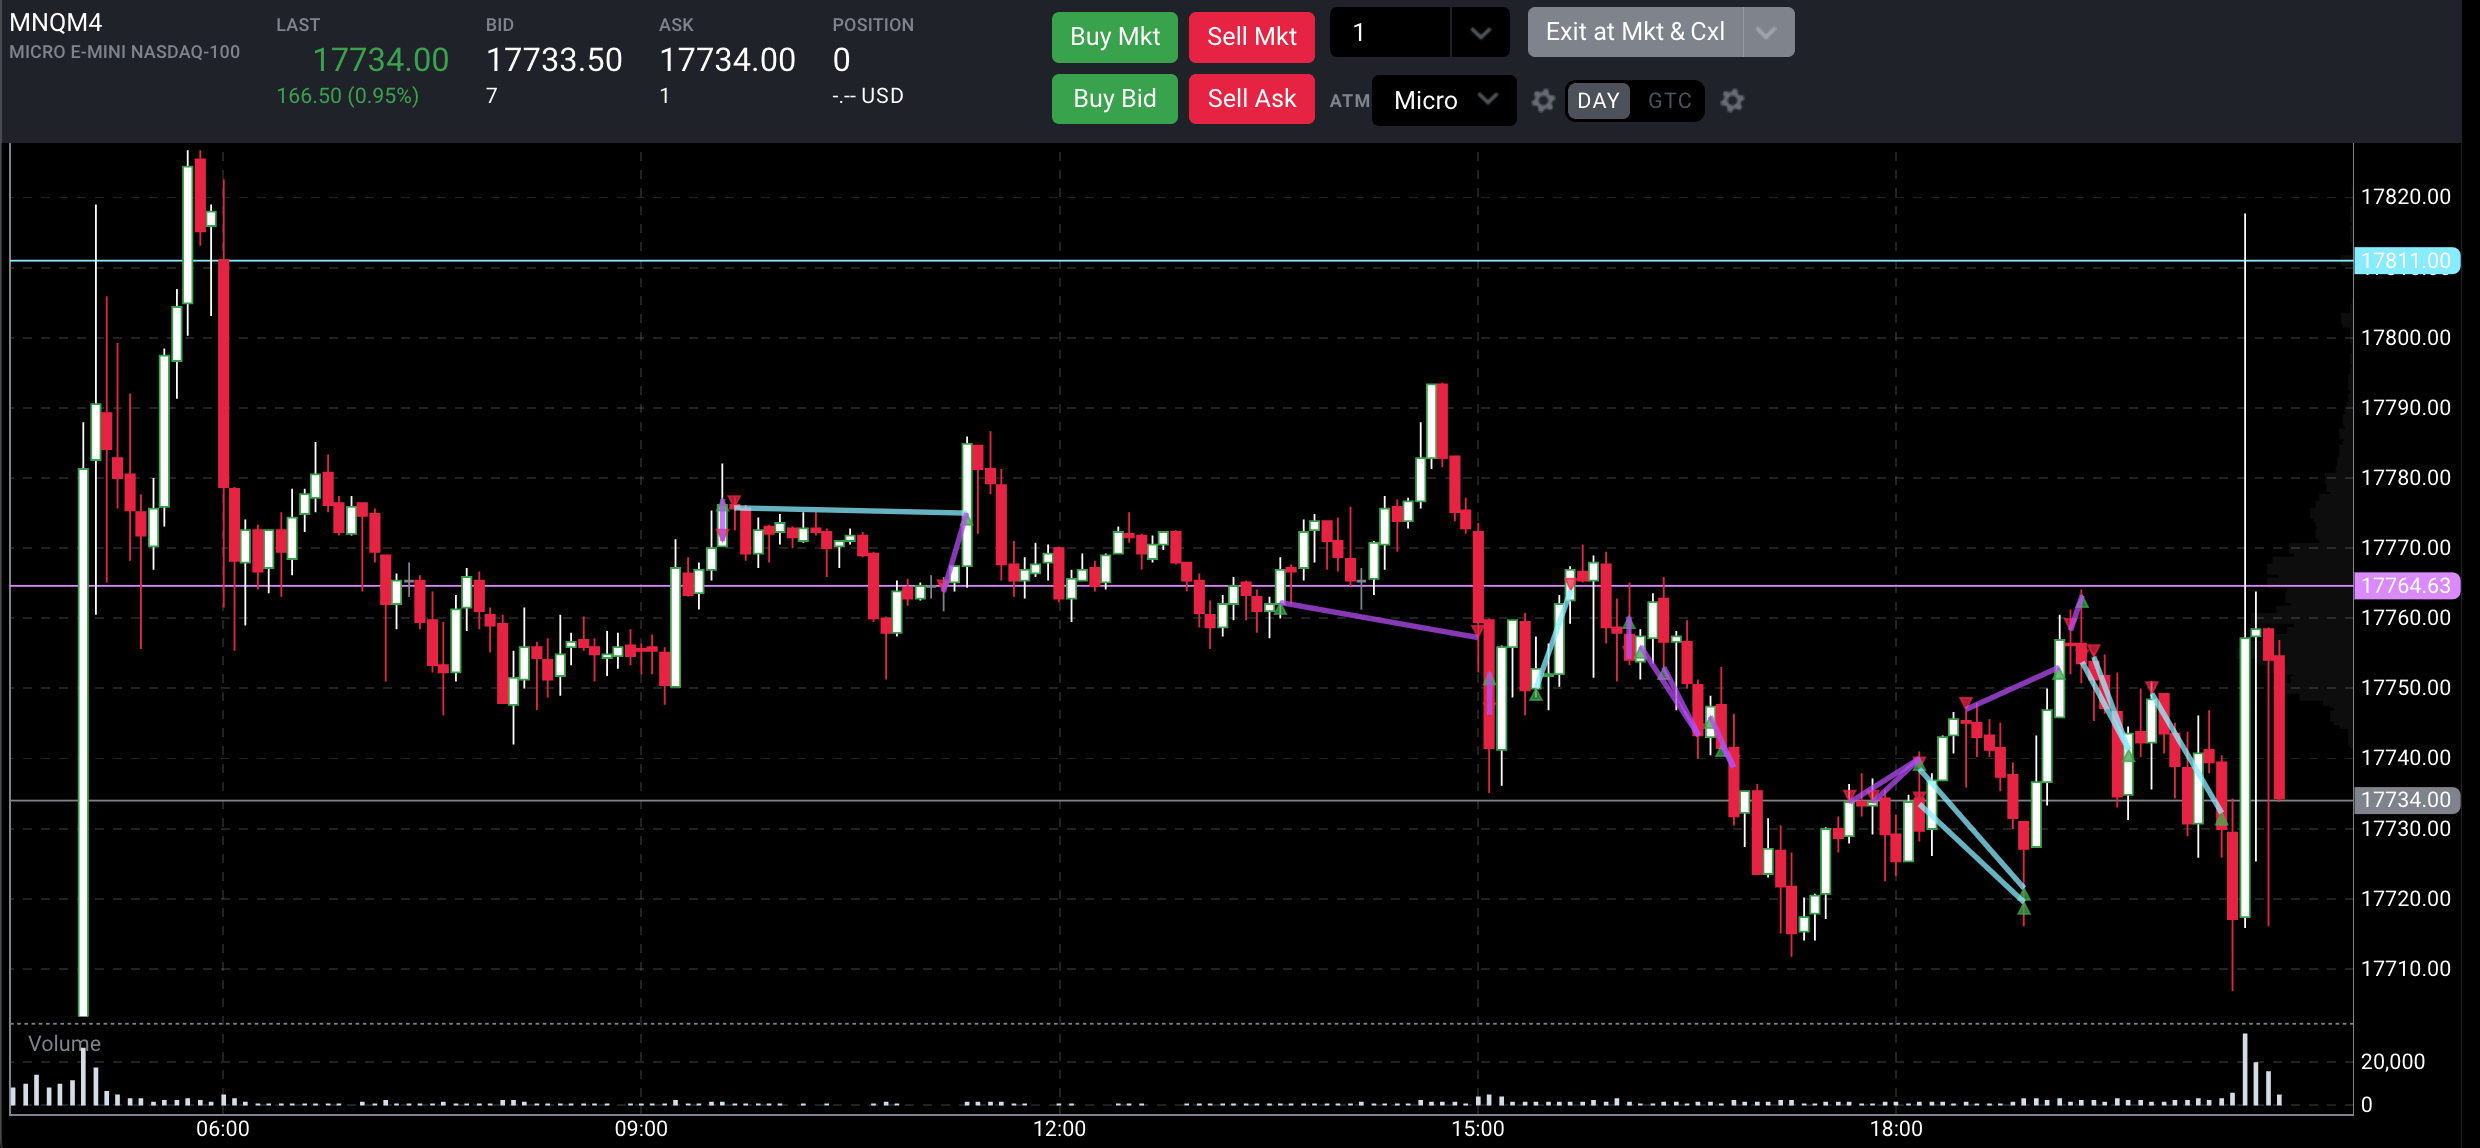 MNQM4
MICRO E-MINI NASDAQ-100
LAST
17734.00
166.50 (0.95%)
BID
17733.50
7
ASK
17734.00
1
POSITION
0
-.-- USD
Buy Mkt
Sell Mkt
1
Exit at Mkt & Cxl
Buy Bid
Sell Ask
ATM
Micro
DAY
GTC
17820.00
17811.00
17800.00
17790.00
17780.00
17770.00
17764.63
17760.00
17750.00
17740.00
17734.00
17730.00
17720.00
17710.00
Volume
20,000
0
06:00
09:00
12:00
15:00
18:00